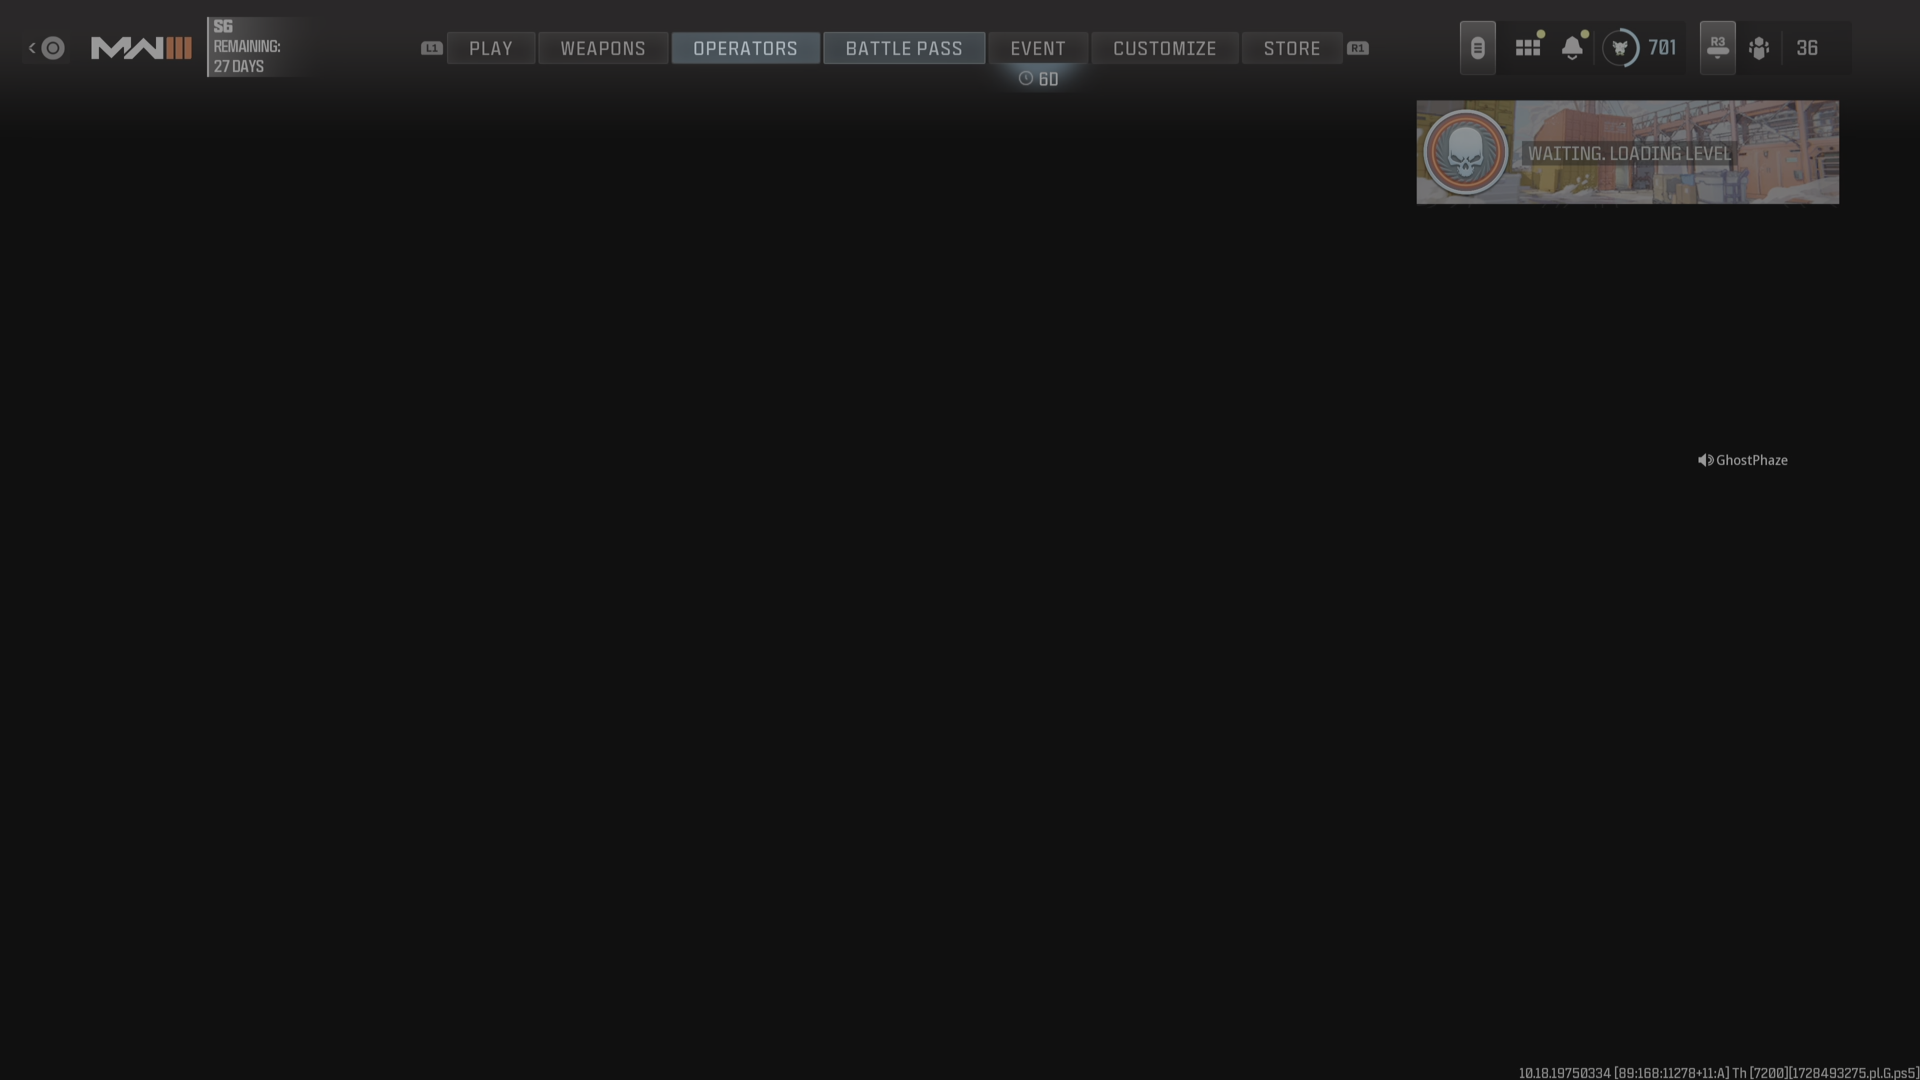 MWIII
S6
REMAINING:
27 DAYS
L1
PLAY
WEAPONS
OPERATORS
BATTLE PASS
EVENT
CUSTOMIZE
STORE
R1
6D
701
R3
36
WAITING. LOADING LEVEL
GhostPhaze
10.18.19750334 [89:168:11278+11:A] Th [7200][1728493275.pl.G.ps5]